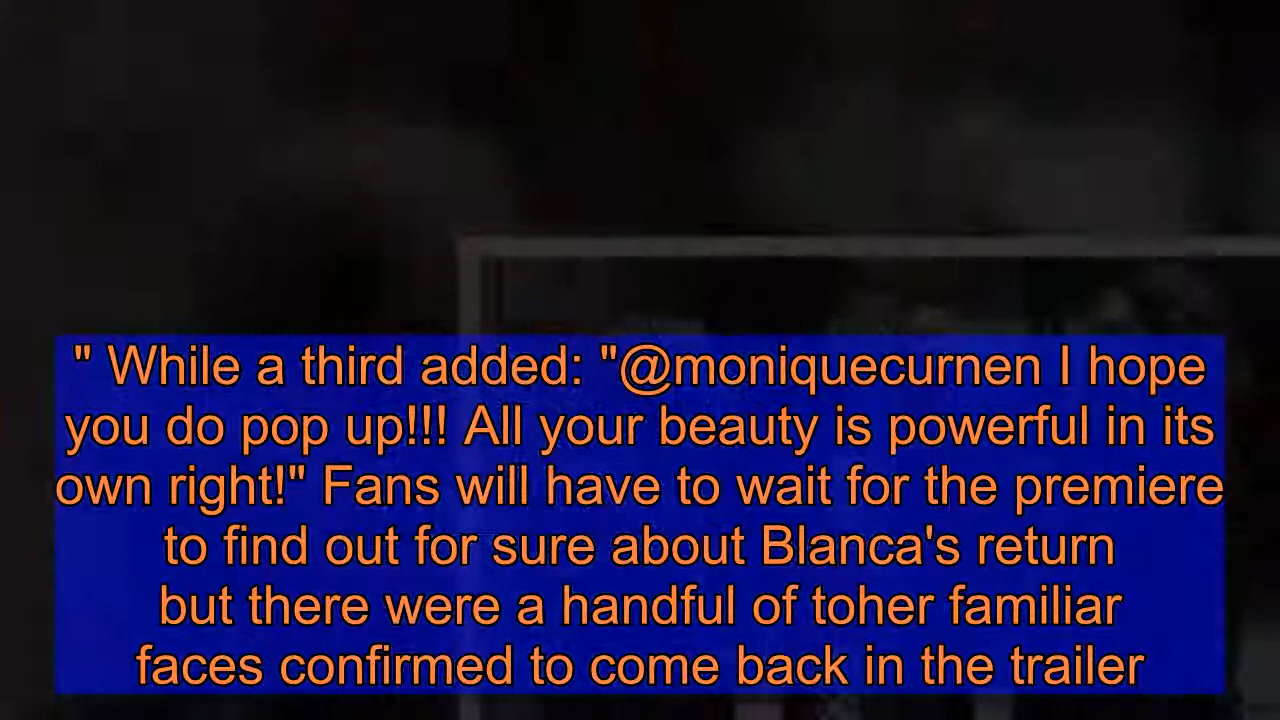 " While a third added: "@moniquecurnen I hope
you do pop up!!! All your beauty is powerful in its
own right!" Fans will have to wait for the premiere
to find out for sure about Blanca's return
but there were a handful of toher familiar
faces confirmed to come back in the trailer